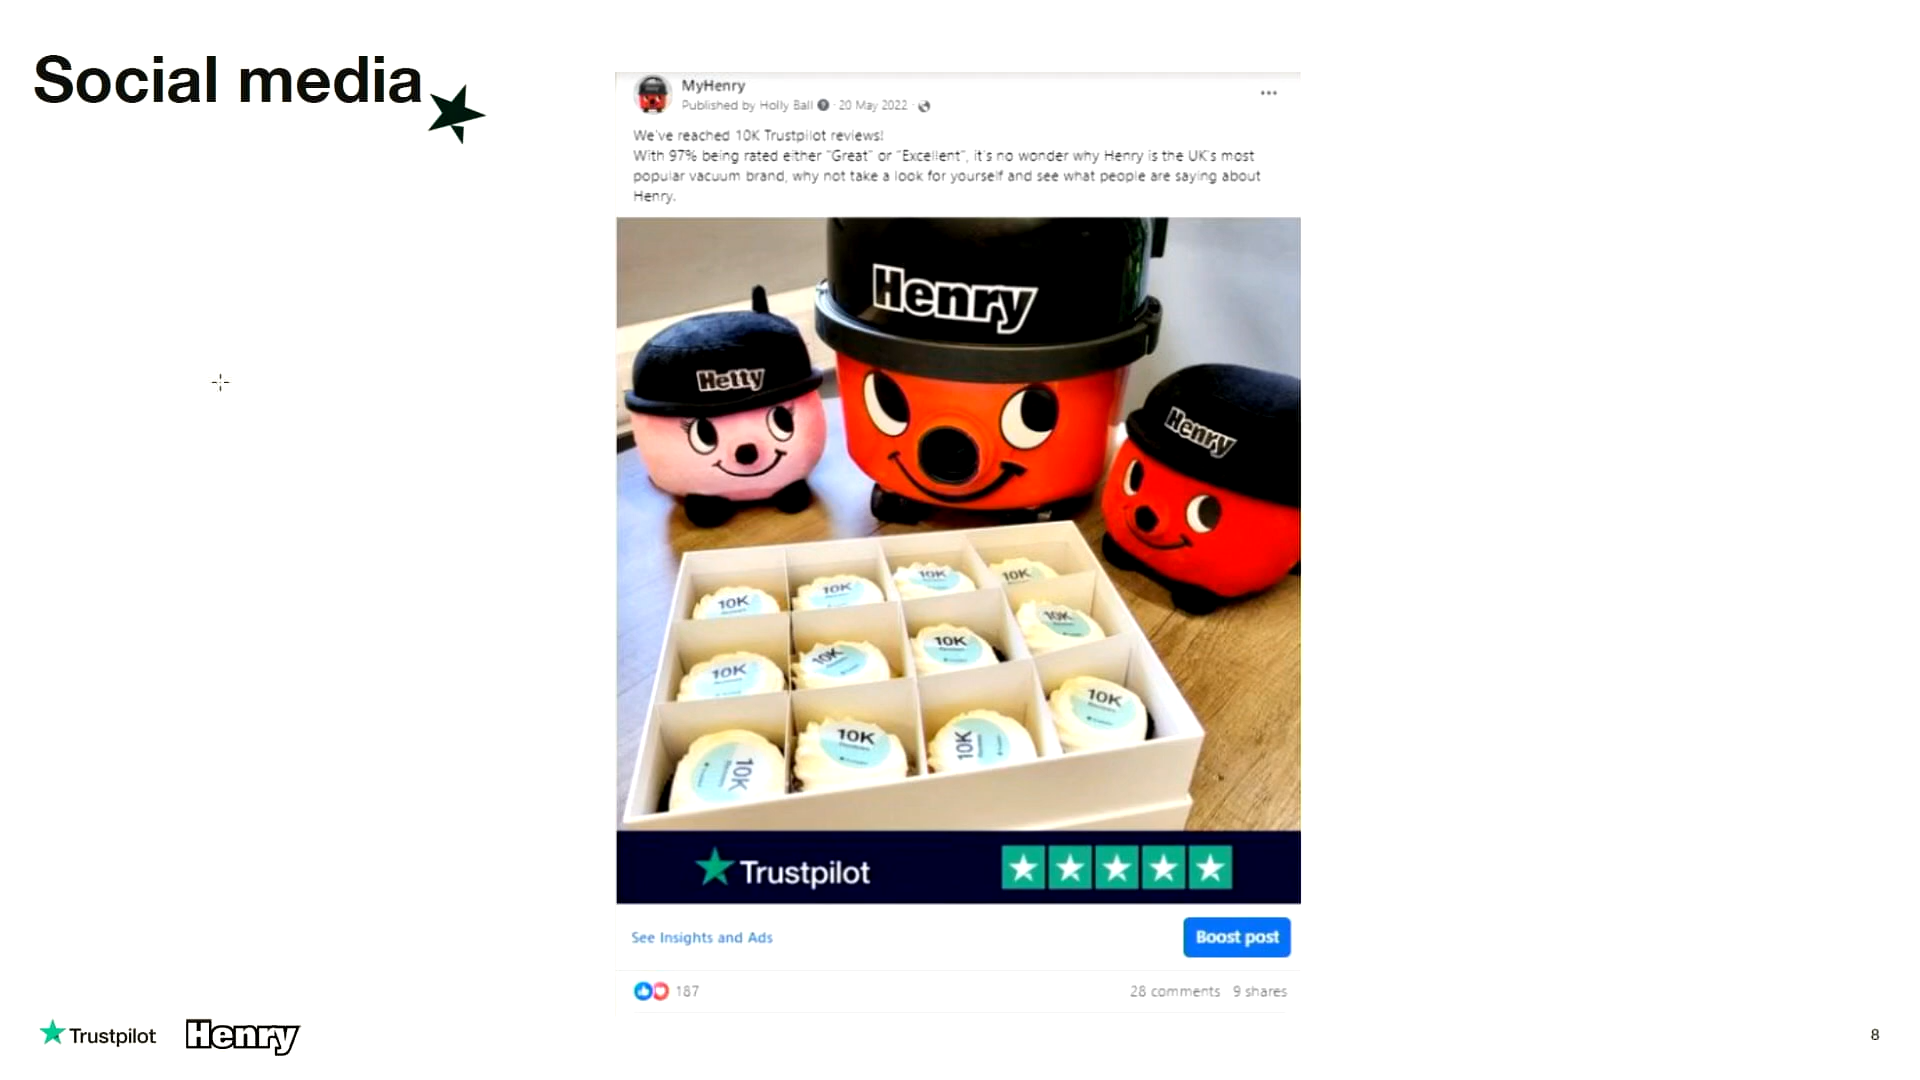 Social media
MyHenry
Published by Holly Ball · 20 May 2022 ·
We've reached 10K Trustpilot reviews!
With 97% being rated either "Great" or "Excellent", it's no wonder why Henry is the UK's most
popular vacuum brand, why not take a look for yourself and see what people are saying about
Henry.
Henry
Hetty
Henry
10K
10K
10K
10K
10K
10K
10K
10K
10K
10K
10K
10K
Trustpilot
See Insights and Ads
Boost post
187
28 comments 9 shares
Trustpilot
Henry
8